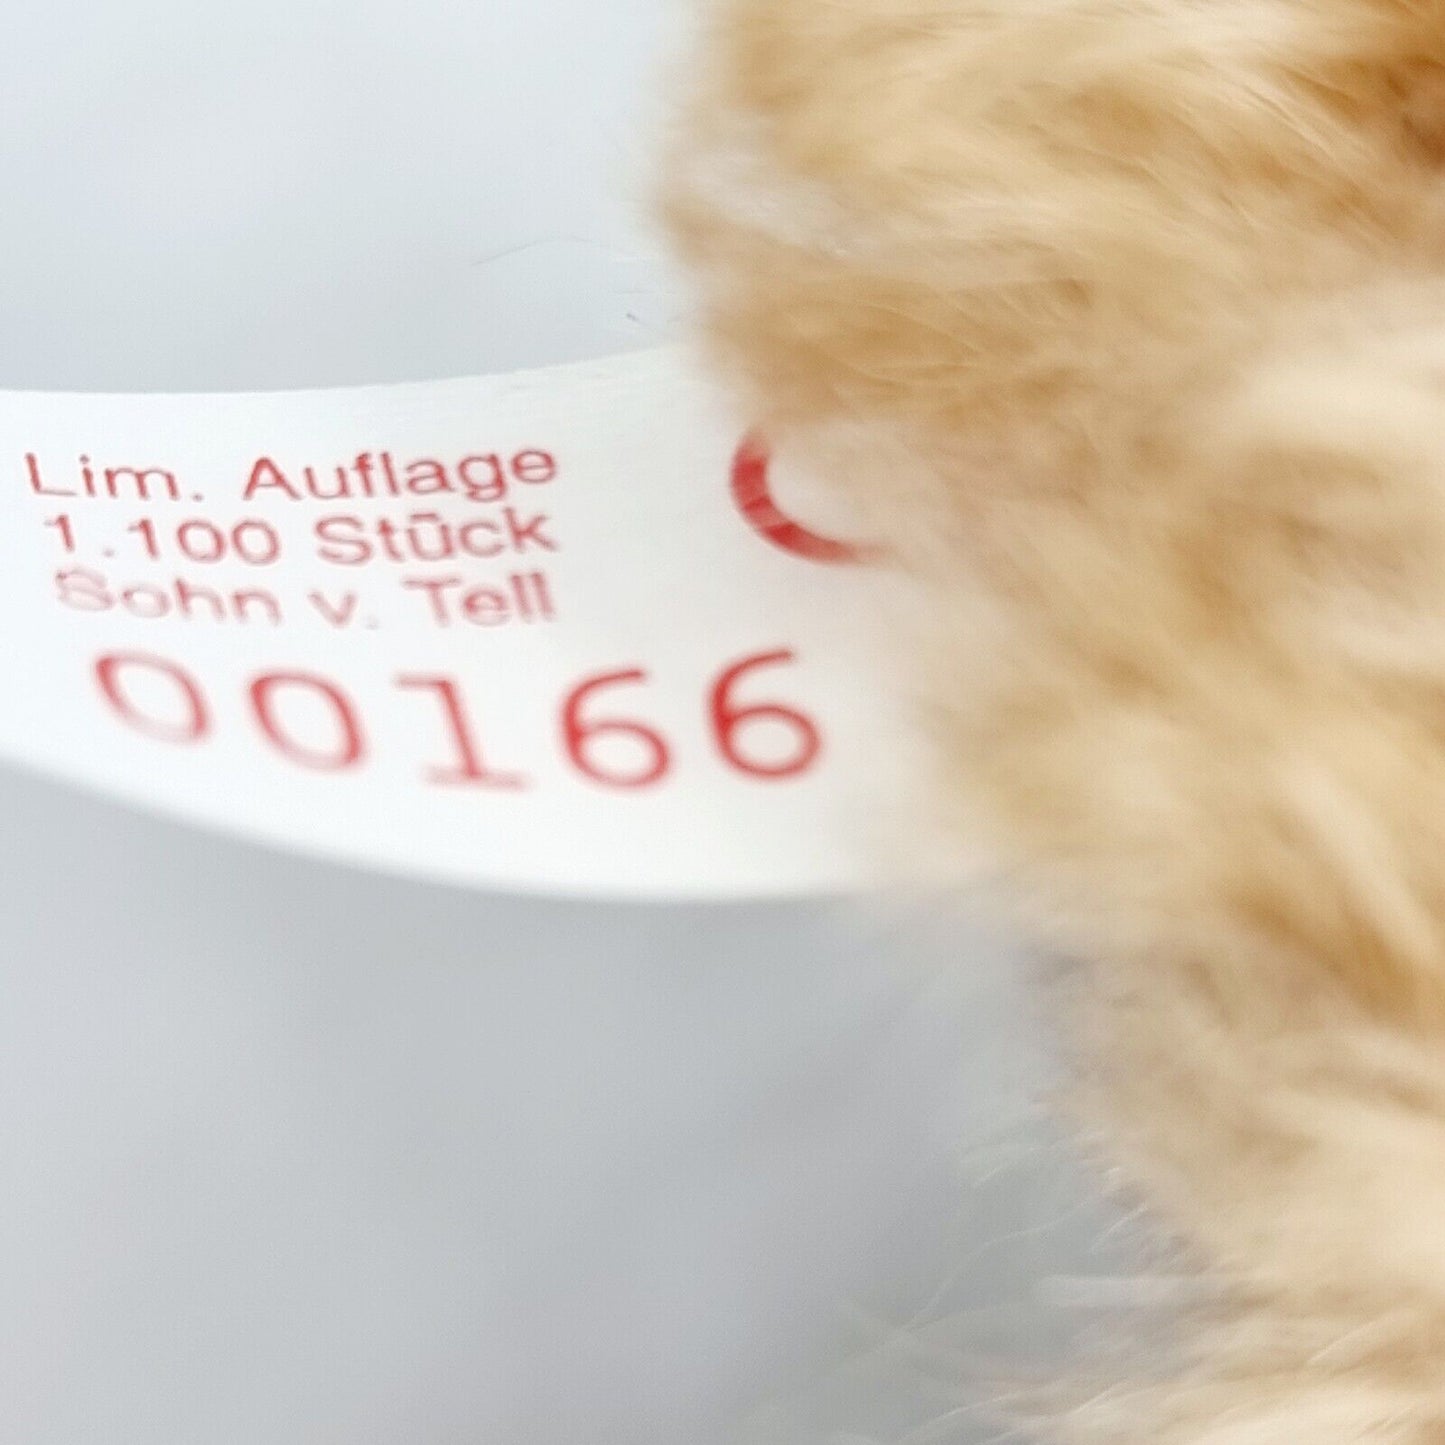 Lim. Auflage
1.100 Stück
Sohn v. Tell
00166